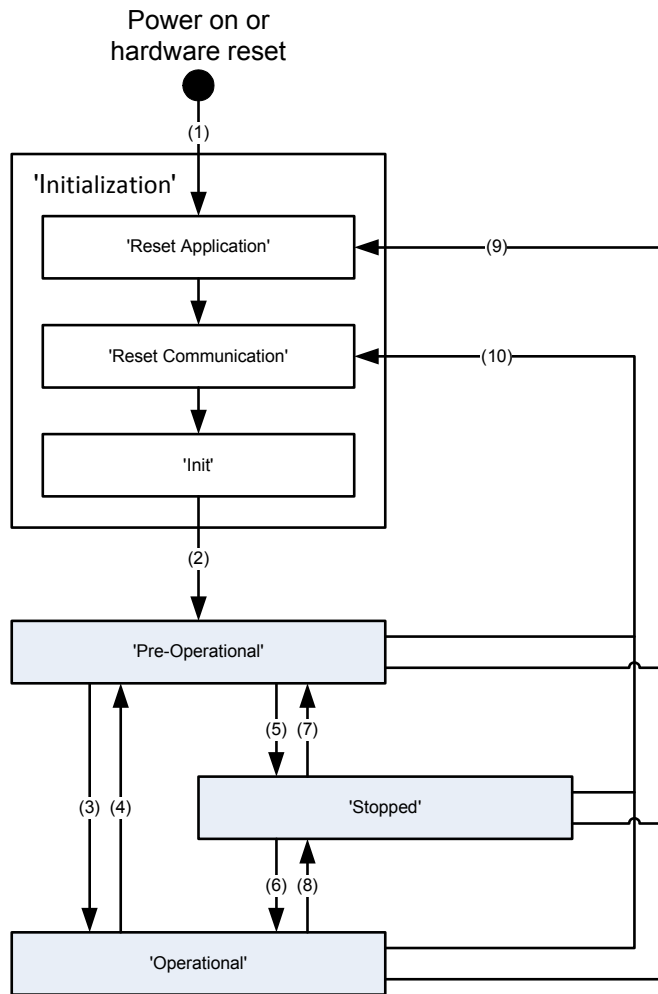 Power on or
hardware reset
(1)
'Initialization'
'Reset Application'
(9)
'Reset Communication'
(10)
'Init'
(2)
'Pre-Operational'
(5)
(7)
(3)
(4)
'Stopped'
(6)
(8)
'Operational'